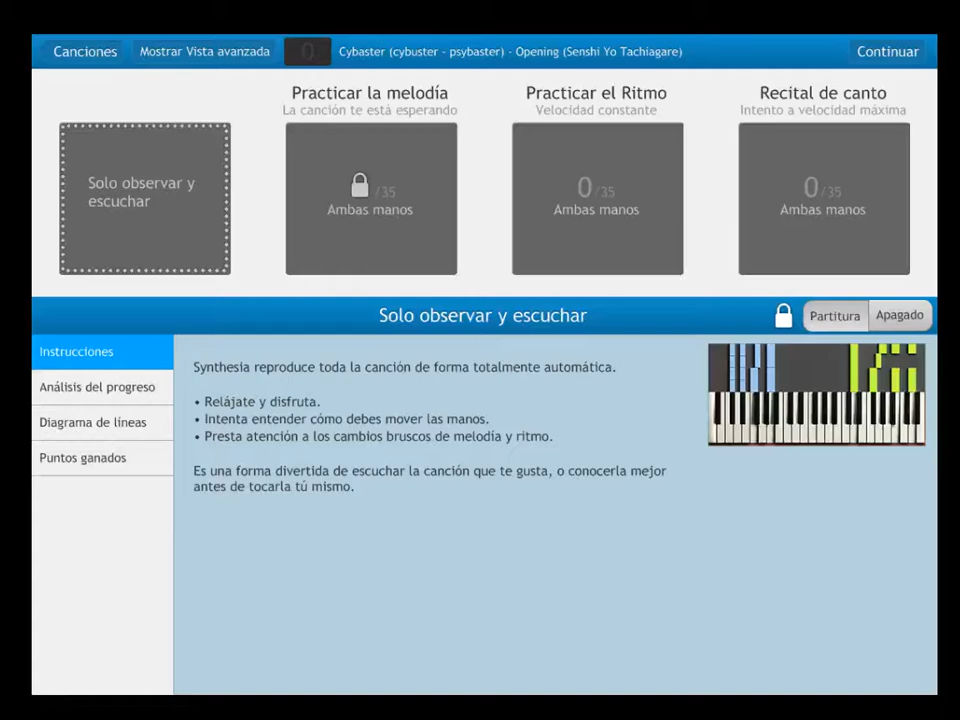 Canciones
Mostrar Vista avanzada
0
Cybaster (cybuster - psybaster) - Opening (Senshi Yo Tachiagare)
Continuar
Practicar la melodía
La canción te está esperando
Practicar el Ritmo
Velocidad constante
Recital de canto
Intento a velocidad máxima
Solo observar y
escuchar
/35
Ambas manos
0/35
Ambas manos
0/35
Ambas manos
Solo observar y escuchar
Partitura
Apagado
Instrucciones
Análisis del progreso
Diagrama de líneas
Puntos ganados
Synthesia reproduce toda la canción de forma totalmente automática.
• Relájate y disfruta.
• Intenta entender cómo debes mover las manos.
• Presta atención a los cambios bruscos de melodía y ritmo.
Es una forma divertida de escuchar la canción que te gusta, o conocerla mejor
antes de tocarla tú mismo.